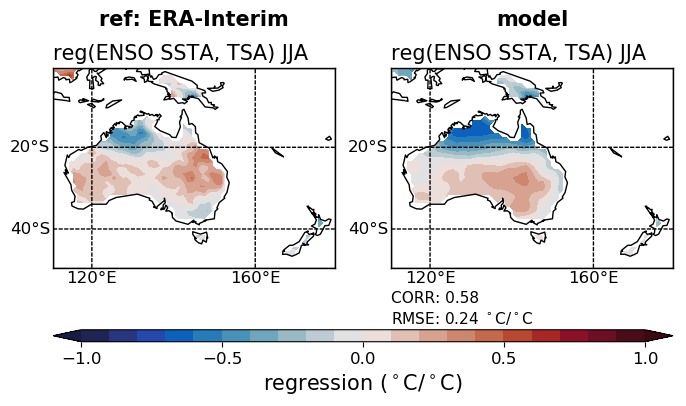 ref: ERA-Interim
model
reg(ENSO SSTA, TSA) JJA
reg(ENSO SSTA, TSA) JJA
20°S
40°S
120°E
160°E
20°S
40°S
120°E
160°E
CORR: 0.58
RMSE: 0.24 °C/°C
−1.0
−0.5
0.0
0.5
1.0
regression (°C/°C)